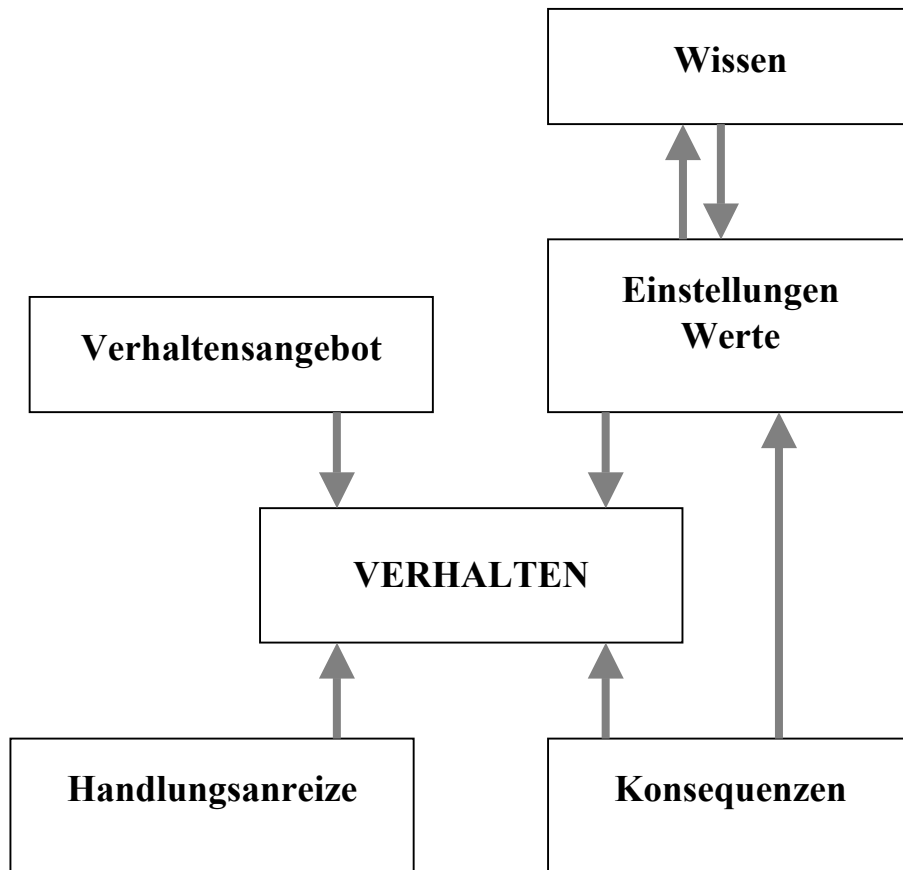 Wissen
Einstellungen
Werte
Verhaltensangebot
VERHALTEN
Handlungsanreize
Konsequenzen